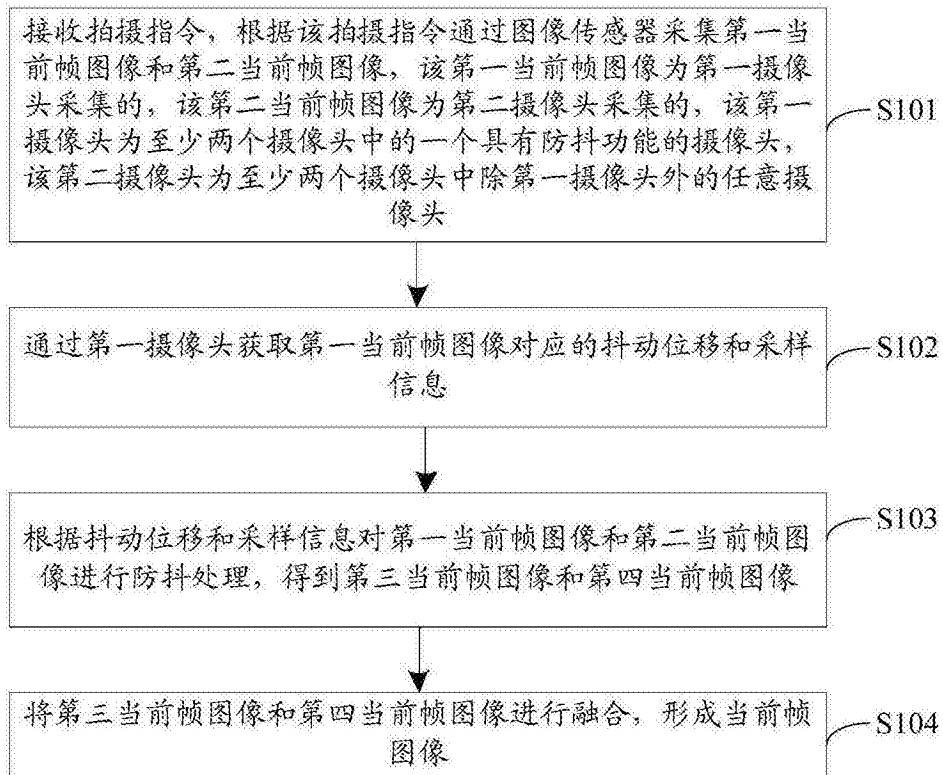 接收拍摄指令，根据该拍摄指令通过图像传感器采集第一当
前帧图像和第二当前帧图像，该第一当前帧图像为第一摄像
头采集的，该第二当前帧图像为第二摄像头采集的，该第一
摄像头为至少两个摄像头中的一个具有防抖功能的摄像头，
该第二摄像头为至少两个摄像头中除第一摄像头外的任意摄
像头
S101
通过第一摄像头获取第一当前帧图像对应的抖动位移和采样
信息
S102
根据抖动位移和采样信息对第一当前帧图像和第二当前帧图
像进行防抖处理，得到第三当前帧图像和第四当前帧图像
S103
将第三当前帧图像和第四当前帧图像进行融合，形成当前帧
图像
S104